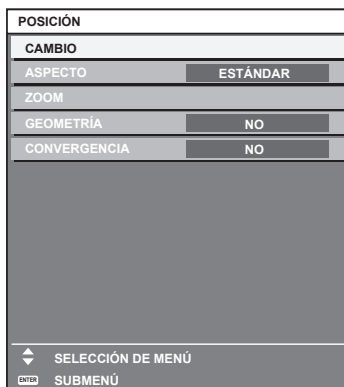 POSICIÓN
CAMBIO
ASPECTO ESTÁNDAR
ZOOM
GEOMETRÍA NO
CONVERGENCIA NO
SELECCIÓN DE MENÚ
ENTER SUBMENÚ